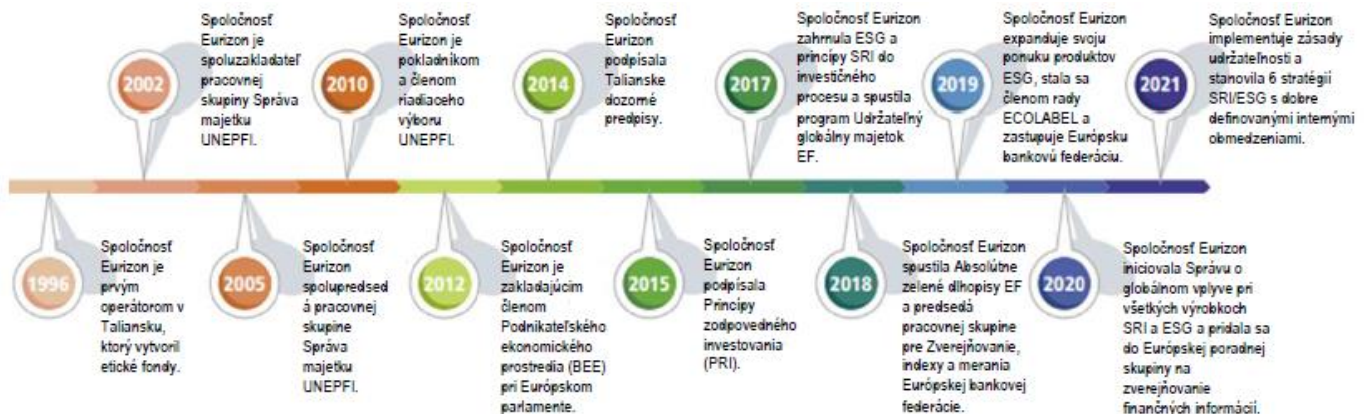 Spoločnosť
Eurizon je
spoluzakladateľ
pracovnej
skupiny Správa
majetku
UNEPFI.
2002
Spoločnosť
Eurizon je
pokladníkom
a členom
riadiaceho
výboru
UNEPFI.
2010
Spoločnosť
Eurizon
podpísala
Talianske
dozorné
predpisy.
2014
Spoločnosť Eurizon
zahrnula ESG a
princípy SRI do
investičného
procesu a spustila
program Udržateľný
globálny majetok
EF.
2017
Spoločnosť Eurizon
expanduje svoju
ponuku produktov
ESG, stala sa
členom rady
ECOLABEL a
zastupuje Európsku
bankovú federáciu.
2019
Spoločnosť Eurizon
implementuje zásady
udržateľnosti a
stanovila 6 stratégií
SRI/ESG s dobre
definovanými internými
obmedzeniami.
2021
1996
Spoločnosť
Eurizon je
prvým
operátorom v
Taliansku,
ktorý vytvoril
etické fondy.
2005
Spoločnosť
Eurizon
spolupredsed
á pracovnej
skupine
Správa
majetku
UNEPFI.
2012
Spoločnosť
Eurizon je
zakladajúcim
členom
Podnikateľského
ekonomického
prostredia (BEE)
pri Európskom
parlamente.
2015
Spoločnosť
Eurizon
podpísala
Princípy
zodpovedného
investovania
(PRI).
2018
Spoločnosť Eurizon
spustila Absolútne
zelené dlhopisy EF
a predsedá
pracovnej skupine
pre Zverejňovanie,
indexy a merania
Európskej bankovej
federácie.
2020
Spoločnosť Eurizon
iniciovala Správu o
globálnom vplyve pri
všetkých výrobkoch
SRI a ESG a pridala sa
do Európskej poradnej
skupiny na
zverejňovanie
finančných informácií.